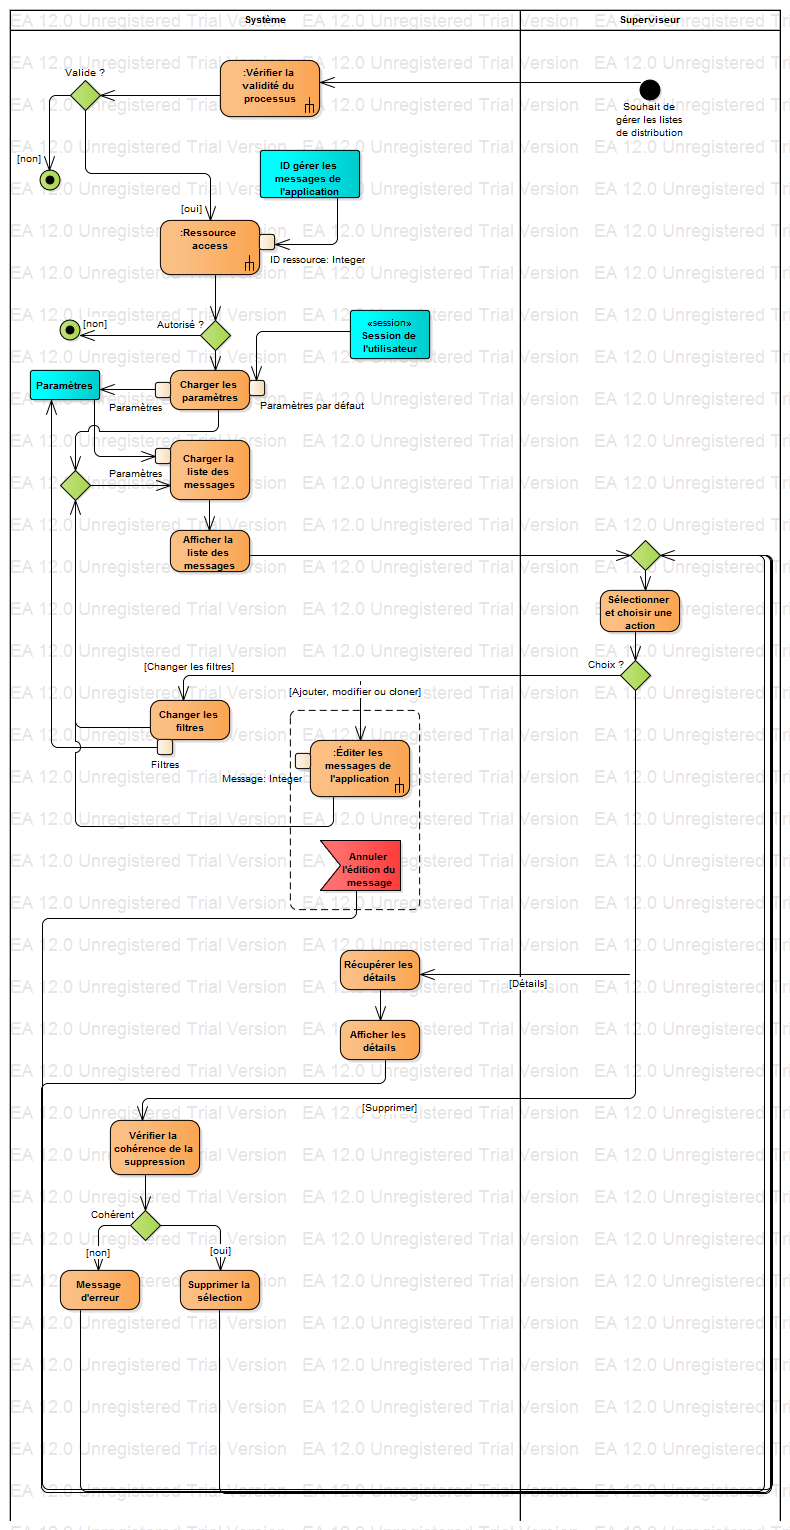 Système
Superviseur
Valide ?
:Vérifier la
validité du
processus
Souhait de
gérer les listes
de distribution
[non]
ID gérer les
messages de
l'application
[oui]
:Ressource
access
ID ressource: Integer
[non]
Autorisé ?
«session»
Session de
l'utilisateur
Paramètres
Charger les
paramètres
Paramètres
Paramètres par défaut
Charger la
liste des
messages
Paramètres
Afficher la
liste des
messages
Sélectionner
et choisir une
action
Choix ?
[Changer les filtres]
[Ajouter, modifier ou cloner]
Changer les
filtres
Filtres
:Éditer les
messages de
l'application
Message: Integer
Annuler
l'édition du
message
Récupérer les
détails
[Détails]
Afficher les
détails
[Supprimer]
Vérifier la
cohérence de la
suppression
Cohérent
[non]
[oui]
Message
d'erreur
Supprimer la
sélection
EA 12.0 Unregistered Trial Version